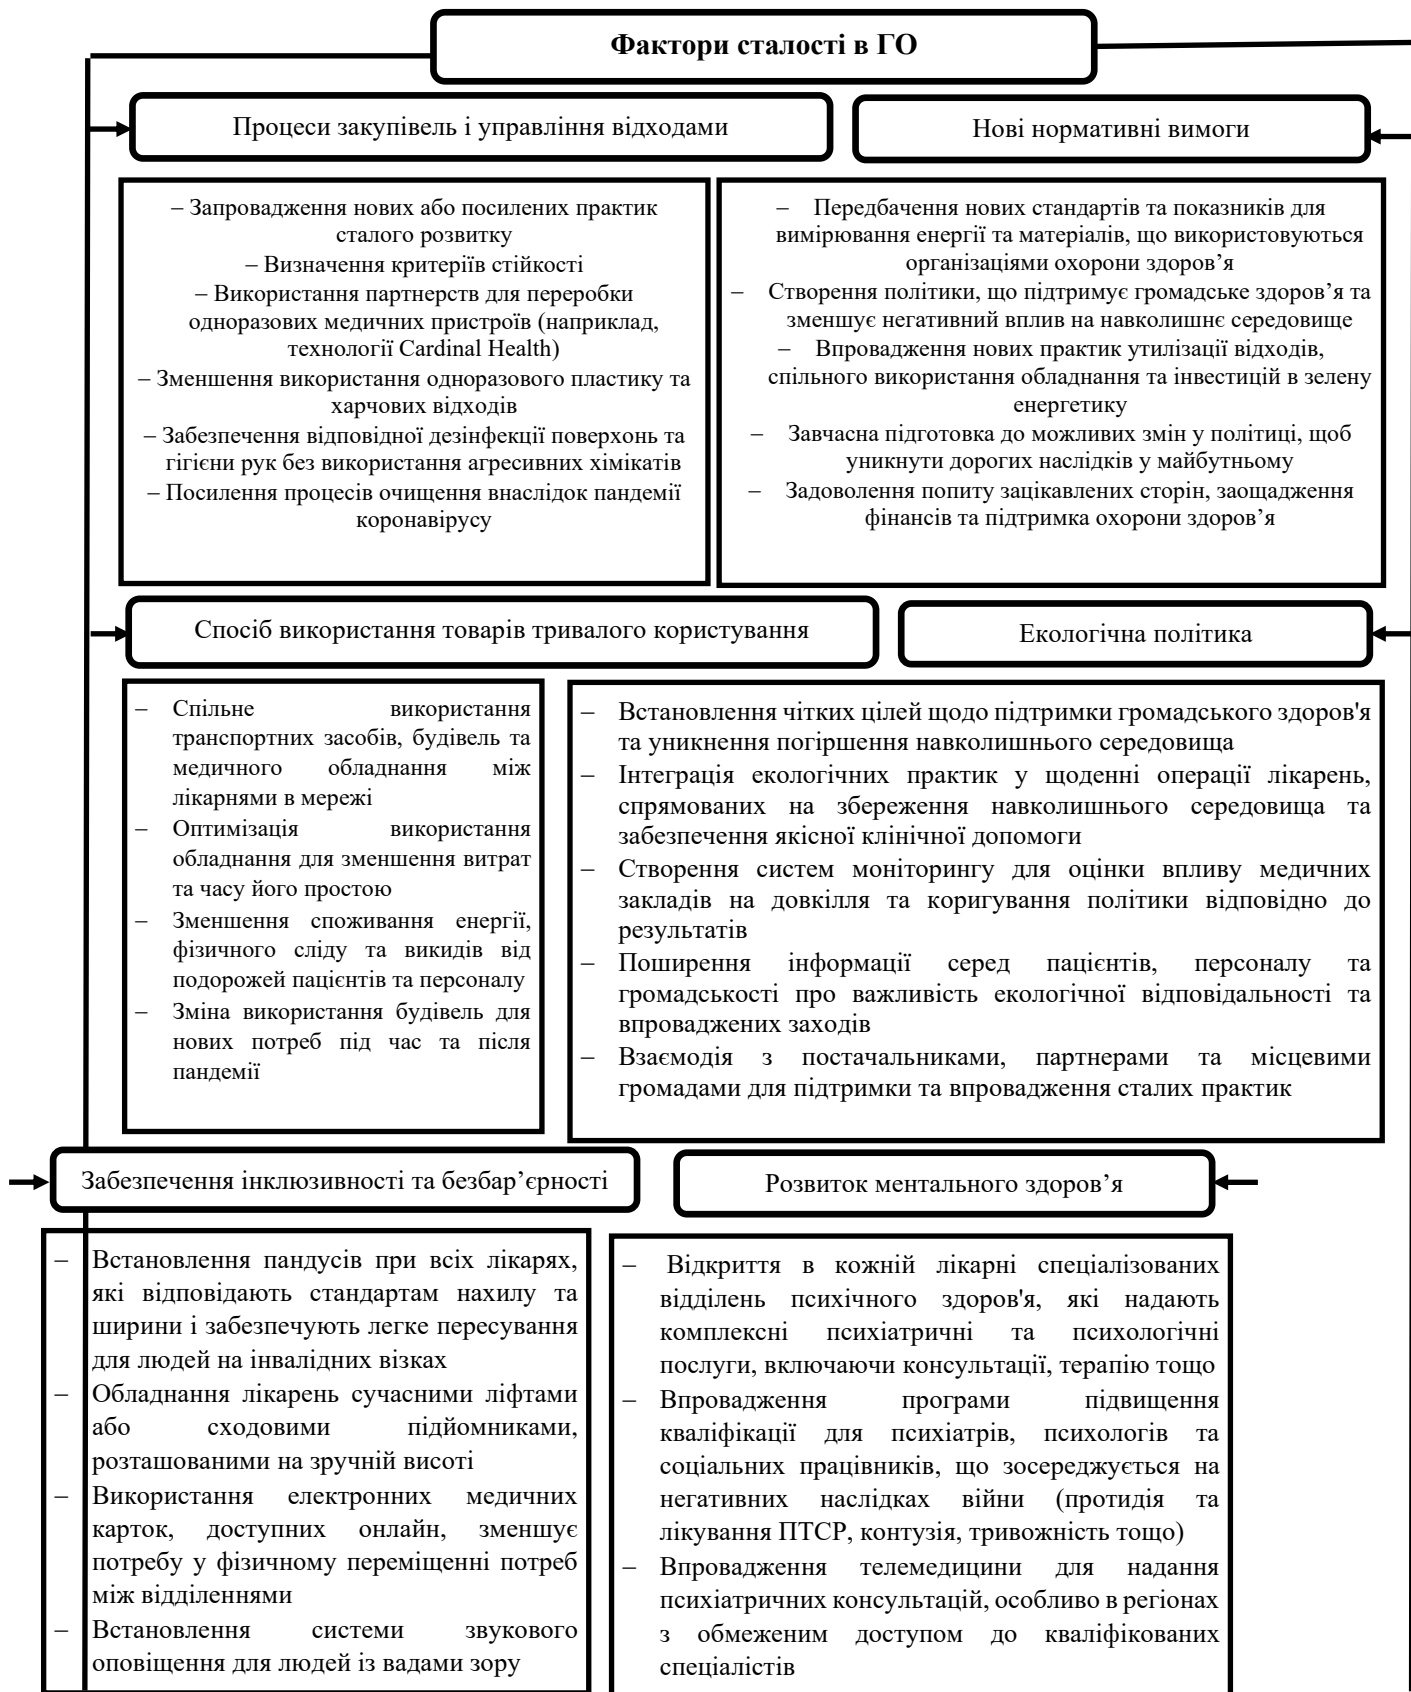 Фактори сталості в ГО
Процеси закупівель і управління відходами
Нові нормативні вимоги
– Запровадження нових або посилених практик
сталого розвитку
– Визначення критеріїв стійкості
– Використання партнерств для переробки
одноразових медичних пристроїв (наприклад,
технології Cardinal Health)
– Зменшення використання одноразового пластику та
харчових відходів
– Забезпечення відповідної дезінфекції поверхонь та
гігієни рук без використання агресивних хімікатів
– Посилення процесів очищення внаслідок пандемії
коронавірусу
– Передбачення нових стандартів та показників для
вимірювання енергії та матеріалів, що використовуються
організаціями охорони здоров’я
– Створення політики, що підтримує громадське здоров’я та
зменшує негативний вплив на навколишнє середовище
– Впровадження нових практик утилізації відходів,
спільного використання обладнання та інвестицій в зелену
енергетику
– Завчасна підготовка до можливих змін у політиці, щоб
уникнути дорогих наслідків у майбутньому
– Задоволення попиту зацікавлених сторін, заощадження
фінансів та підтримка охорони здоров’я
Спосіб використання товарів тривалого користування
Екологічна політика
– Спільне використання
транспортних засобів, будівель та
медичного обладнання між
лікарнями в мережі
– Оптимізація використання
обладнання для зменшення витрат
та часу його простою
– Зменшення споживання енергії,
фізичного сліду та викидів від
подорожей пацієнтів та персоналу
– Зміна використання будівель для
нових потреб під час та після
пандемії
– Встановлення чітких цілей щодо підтримки громадського здоров'я
та уникнення погіршення навколишнього середовища
– Інтеграція екологічних практик у щоденні операції лікарень,
спрямованих на збереження навколишнього середовища та
забезпечення якісної клінічної допомоги
– Створення систем моніторингу для оцінки впливу медичних
закладів на довкілля та коригування політики відповідно до
результатів
– Поширення інформації серед пацієнтів, персоналу та
громадськості про важливість екологічної відповідальності та
впроваджених заходів
– Взаємодія з постачальниками, партнерами та місцевими
громадами для підтримки та впровадження сталих практик
Забезпечення інклюзивності та безбар’єрності
Розвиток ментального здоров’я
– Встановлення пандусів при всіх лікарях,
які відповідають стандартам нахилу та
ширини і забезпечують легке пересування
для людей на інвалідних візках
– Обладнання лікарень сучасними ліфтами
або сходовими підйомниками,
розташованими на зручній висоті
– Використання електронних медичних
карток, доступних онлайн, зменшує
потребу у фізичному переміщенні потреб
між відділеннями
– Встановлення системи звукового
оповіщення для людей із вадами зору
– Відкриття в кожній лікарні спеціалізованих
відділень психічного здоров'я, які надають
комплексні психіатричні та психологічні
послуги, включаючи консультації, терапію тощо
– Впровадження програми підвищення
кваліфікації для психіатрів, психологів та
соціальних працівників, що зосереджується на
негативних наслідках війни (протидія та
лікування ПТСР, контузія, тривожність тощо)
– Впровадження телемедицини для надання
психіатричних консультацій, особливо в регіонах
з обмеженим доступом до кваліфікованих
спеціалістів